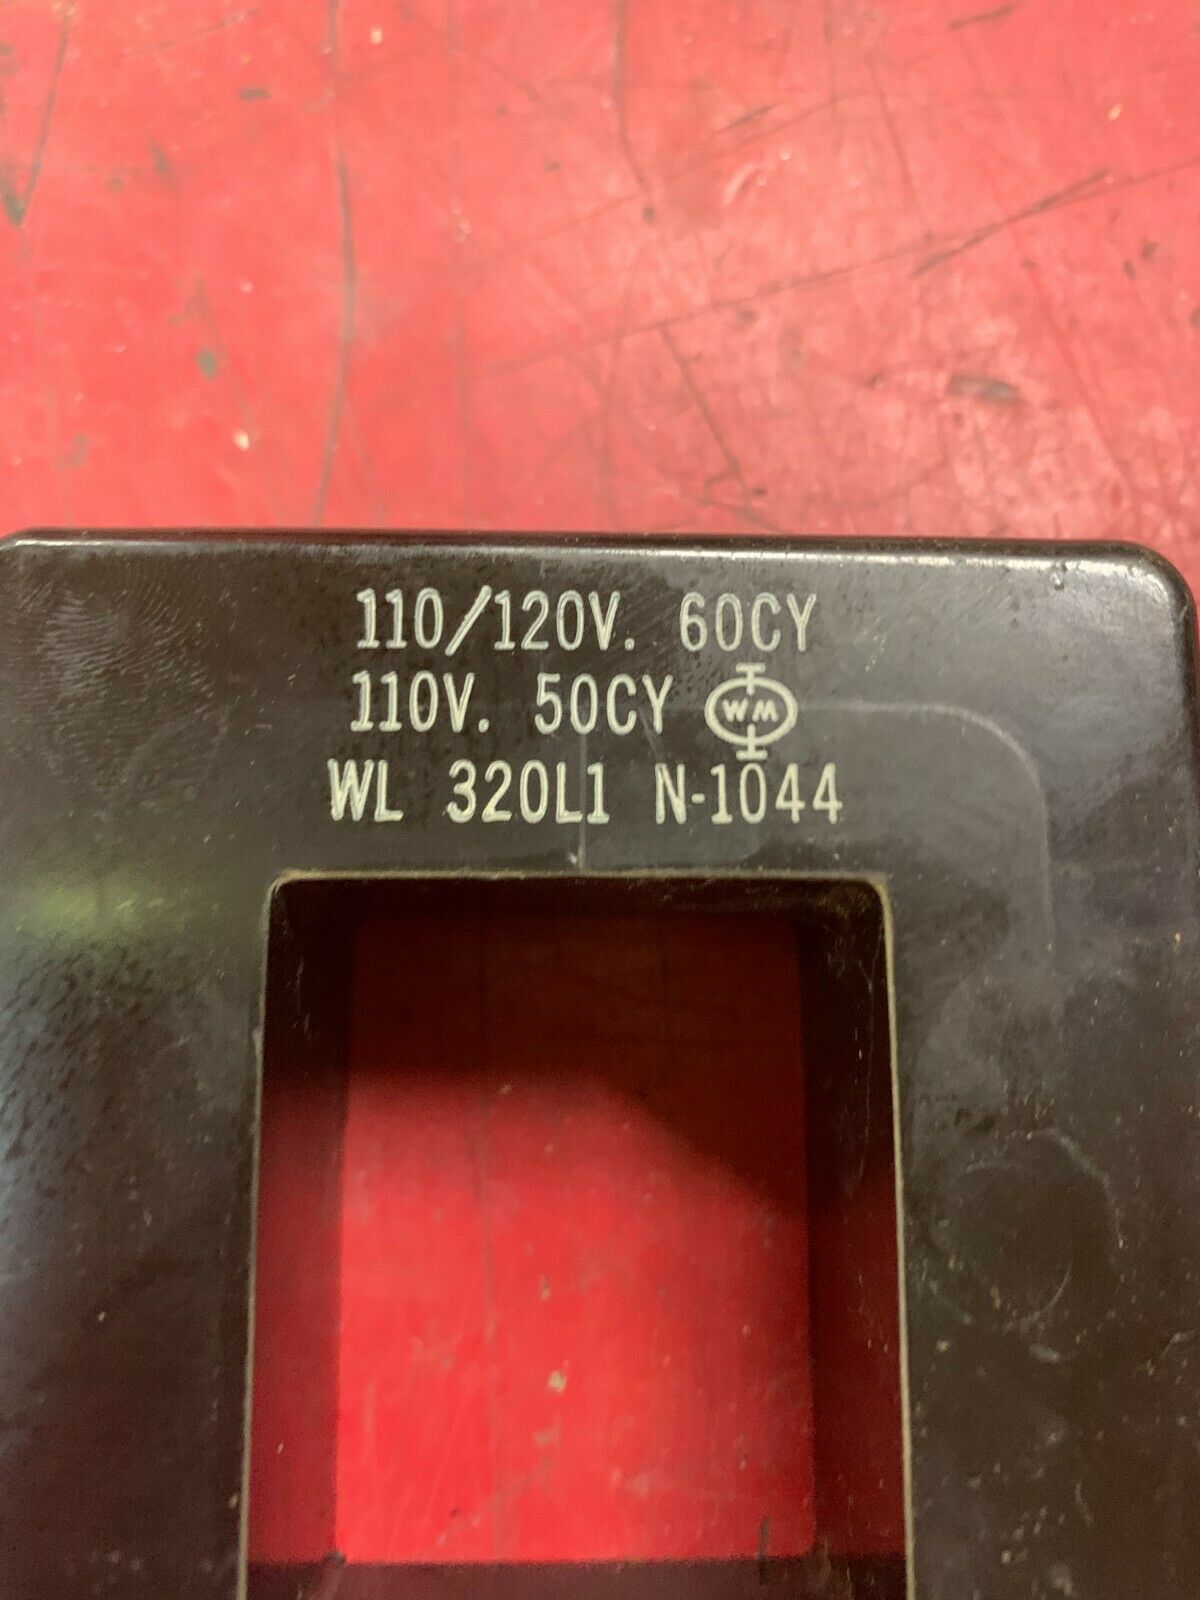 110/120V. 60CY
110V. 50CY WM
WL 320L1 N-1044